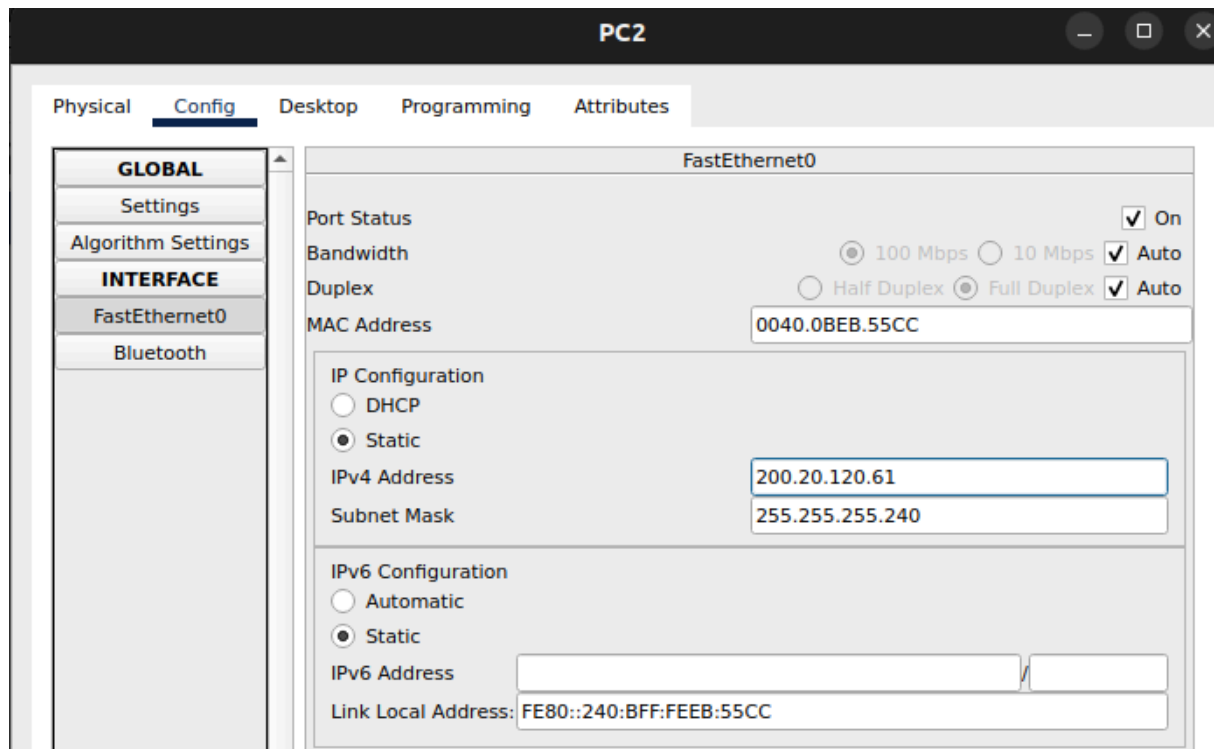 PC2
Physical Config Desktop Programming Attributes
GLOBAL
Settings
Algorithm Settings
INTERFACE
FastEthernet0
Bluetooth
FastEthernet0
Port Status On
Bandwidth 100 Mbps 10 Mbps Auto
Duplex Half Duplex Full Duplex Auto
MAC Address 0040.0BEB.55CC
IP Configuration
DHCP
Static
IPv4 Address 200.20.120.61
Subnet Mask 255.255.255.240
IPv6 Configuration
Automatic
Static
IPv6 Address /
Link Local Address: FE80::240:BFF:FEEB:55CC